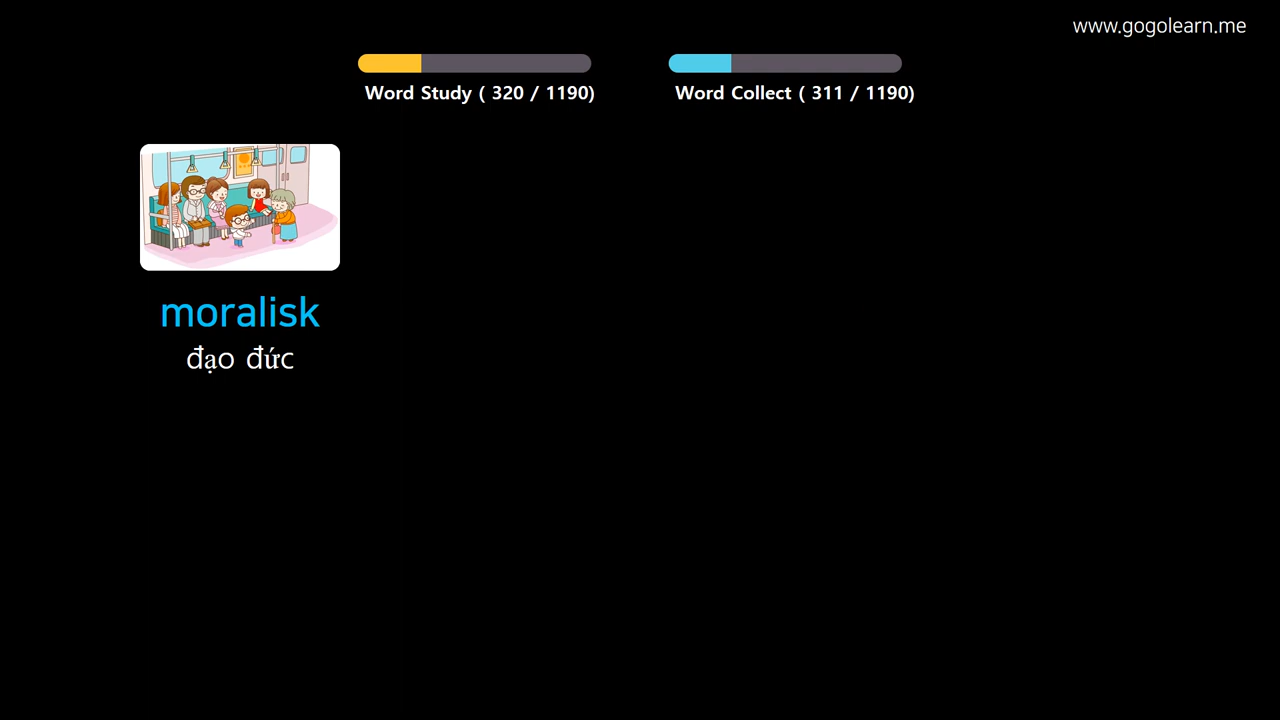 www.gogolearn.me
Word Study ( 320 / 1190)
Word Collect ( 311 / 1190)
moralisk
đạo đức